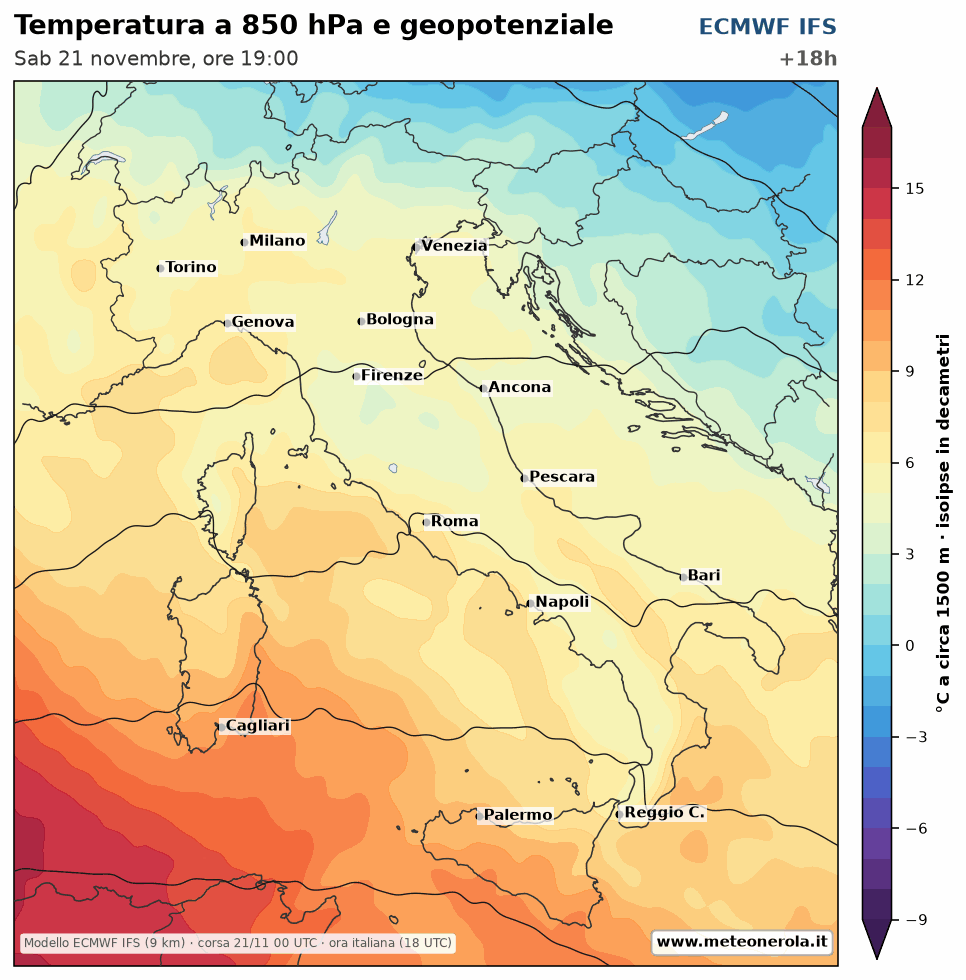 Temperatura a 850 hPa e geopotenziale
ECMWF IFS
Sab 21 novembre, ore 19:00
+18h
Milano
Venezia
Torino
Genova
Bologna
Firenze
Ancona
Pescara
Roma
Bari
Napoli
Cagliari
Palermo
Reggio C.
15
12
9
6
3
0
−3
−6
−9
°C a circa 1500 m · isoipse in decametri
Modello ECMWF IFS (9 km) · corsa 21/11 00 UTC · ora italiana (18 UTC)
www.meteonerola.it